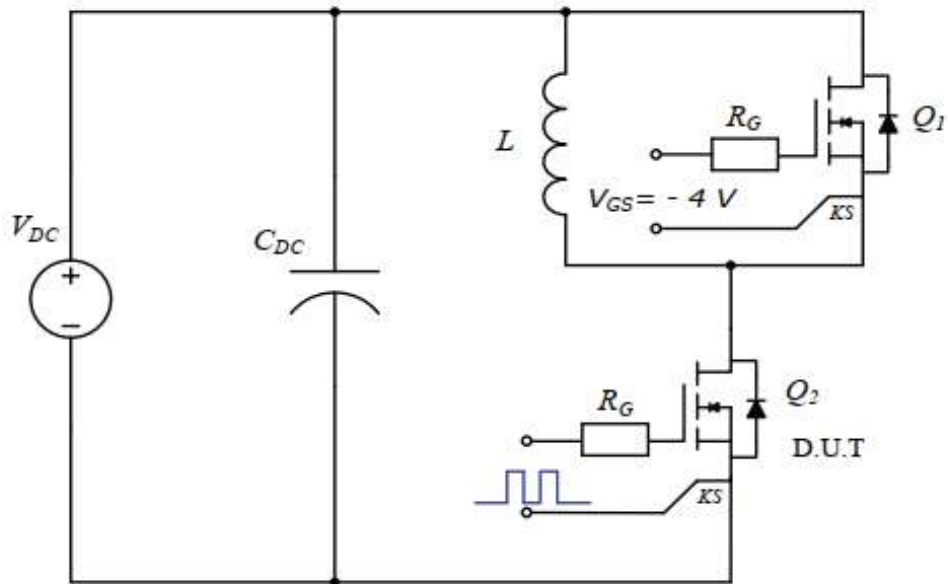 R_G
Q_1
L
V_GS= - 4 V
KS
V_DC
C_DC
+
−
R_G
Q_2
D.U.T
KS